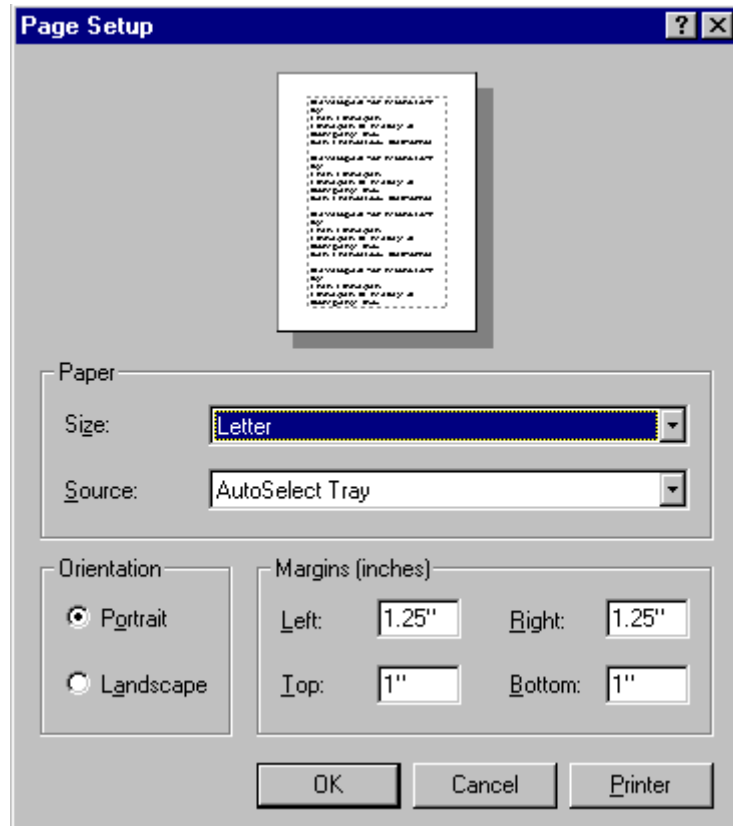 Page Setup
Paper
Size: Letter
Source: AutoSelect Tray
Orientation
Portrait
Landscape
Margins (inches)
Left: 1.25" Right: 1.25"
Top: 1" Bottom: 1"
OK Cancel Printer